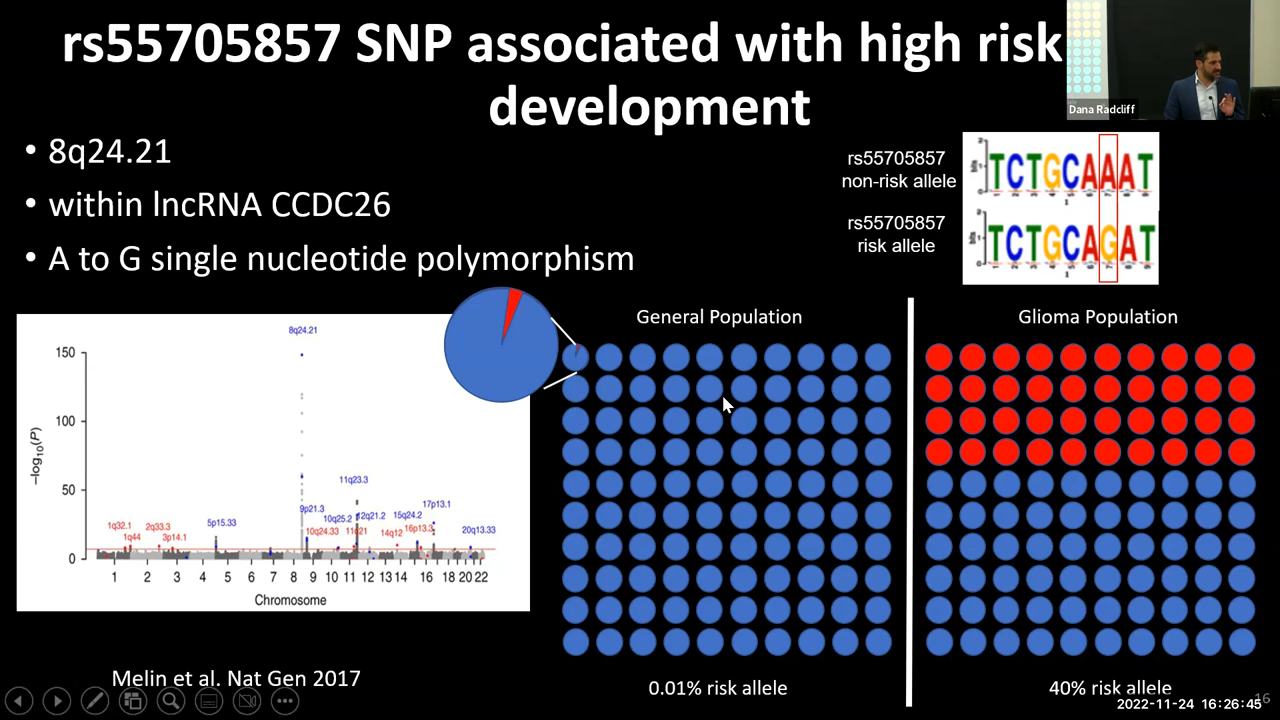 rs55705857 SNP associated with high risk
development
Dana Radcliff
• 8q24.21
• within lncRNA CCDC26
• A to G single nucleotide polymorphism
rs55705857
non-risk allele
TCTGCAAAT
rs55705857
risk allele
TCTGCAGAT
8q24.21
150
100
50
0
-log10(P)
1q32.1
1q44
2q33.3
3p14.1
5p15.33
9p21.3
10q24.33
10q25.2
11q23.3
11q21
12q21.2
14q12
15q24.2
16p13.3
17p13.1
20q13.33
1 2 3 4 5 6 7 8 9 10 11 12 13 14 16 18 20 22
Chromosome
Melin et al. Nat Gen 2017
General Population
0.01% risk allele
Glioma Population
40% risk allele
16
2022-11-24 16:26:45